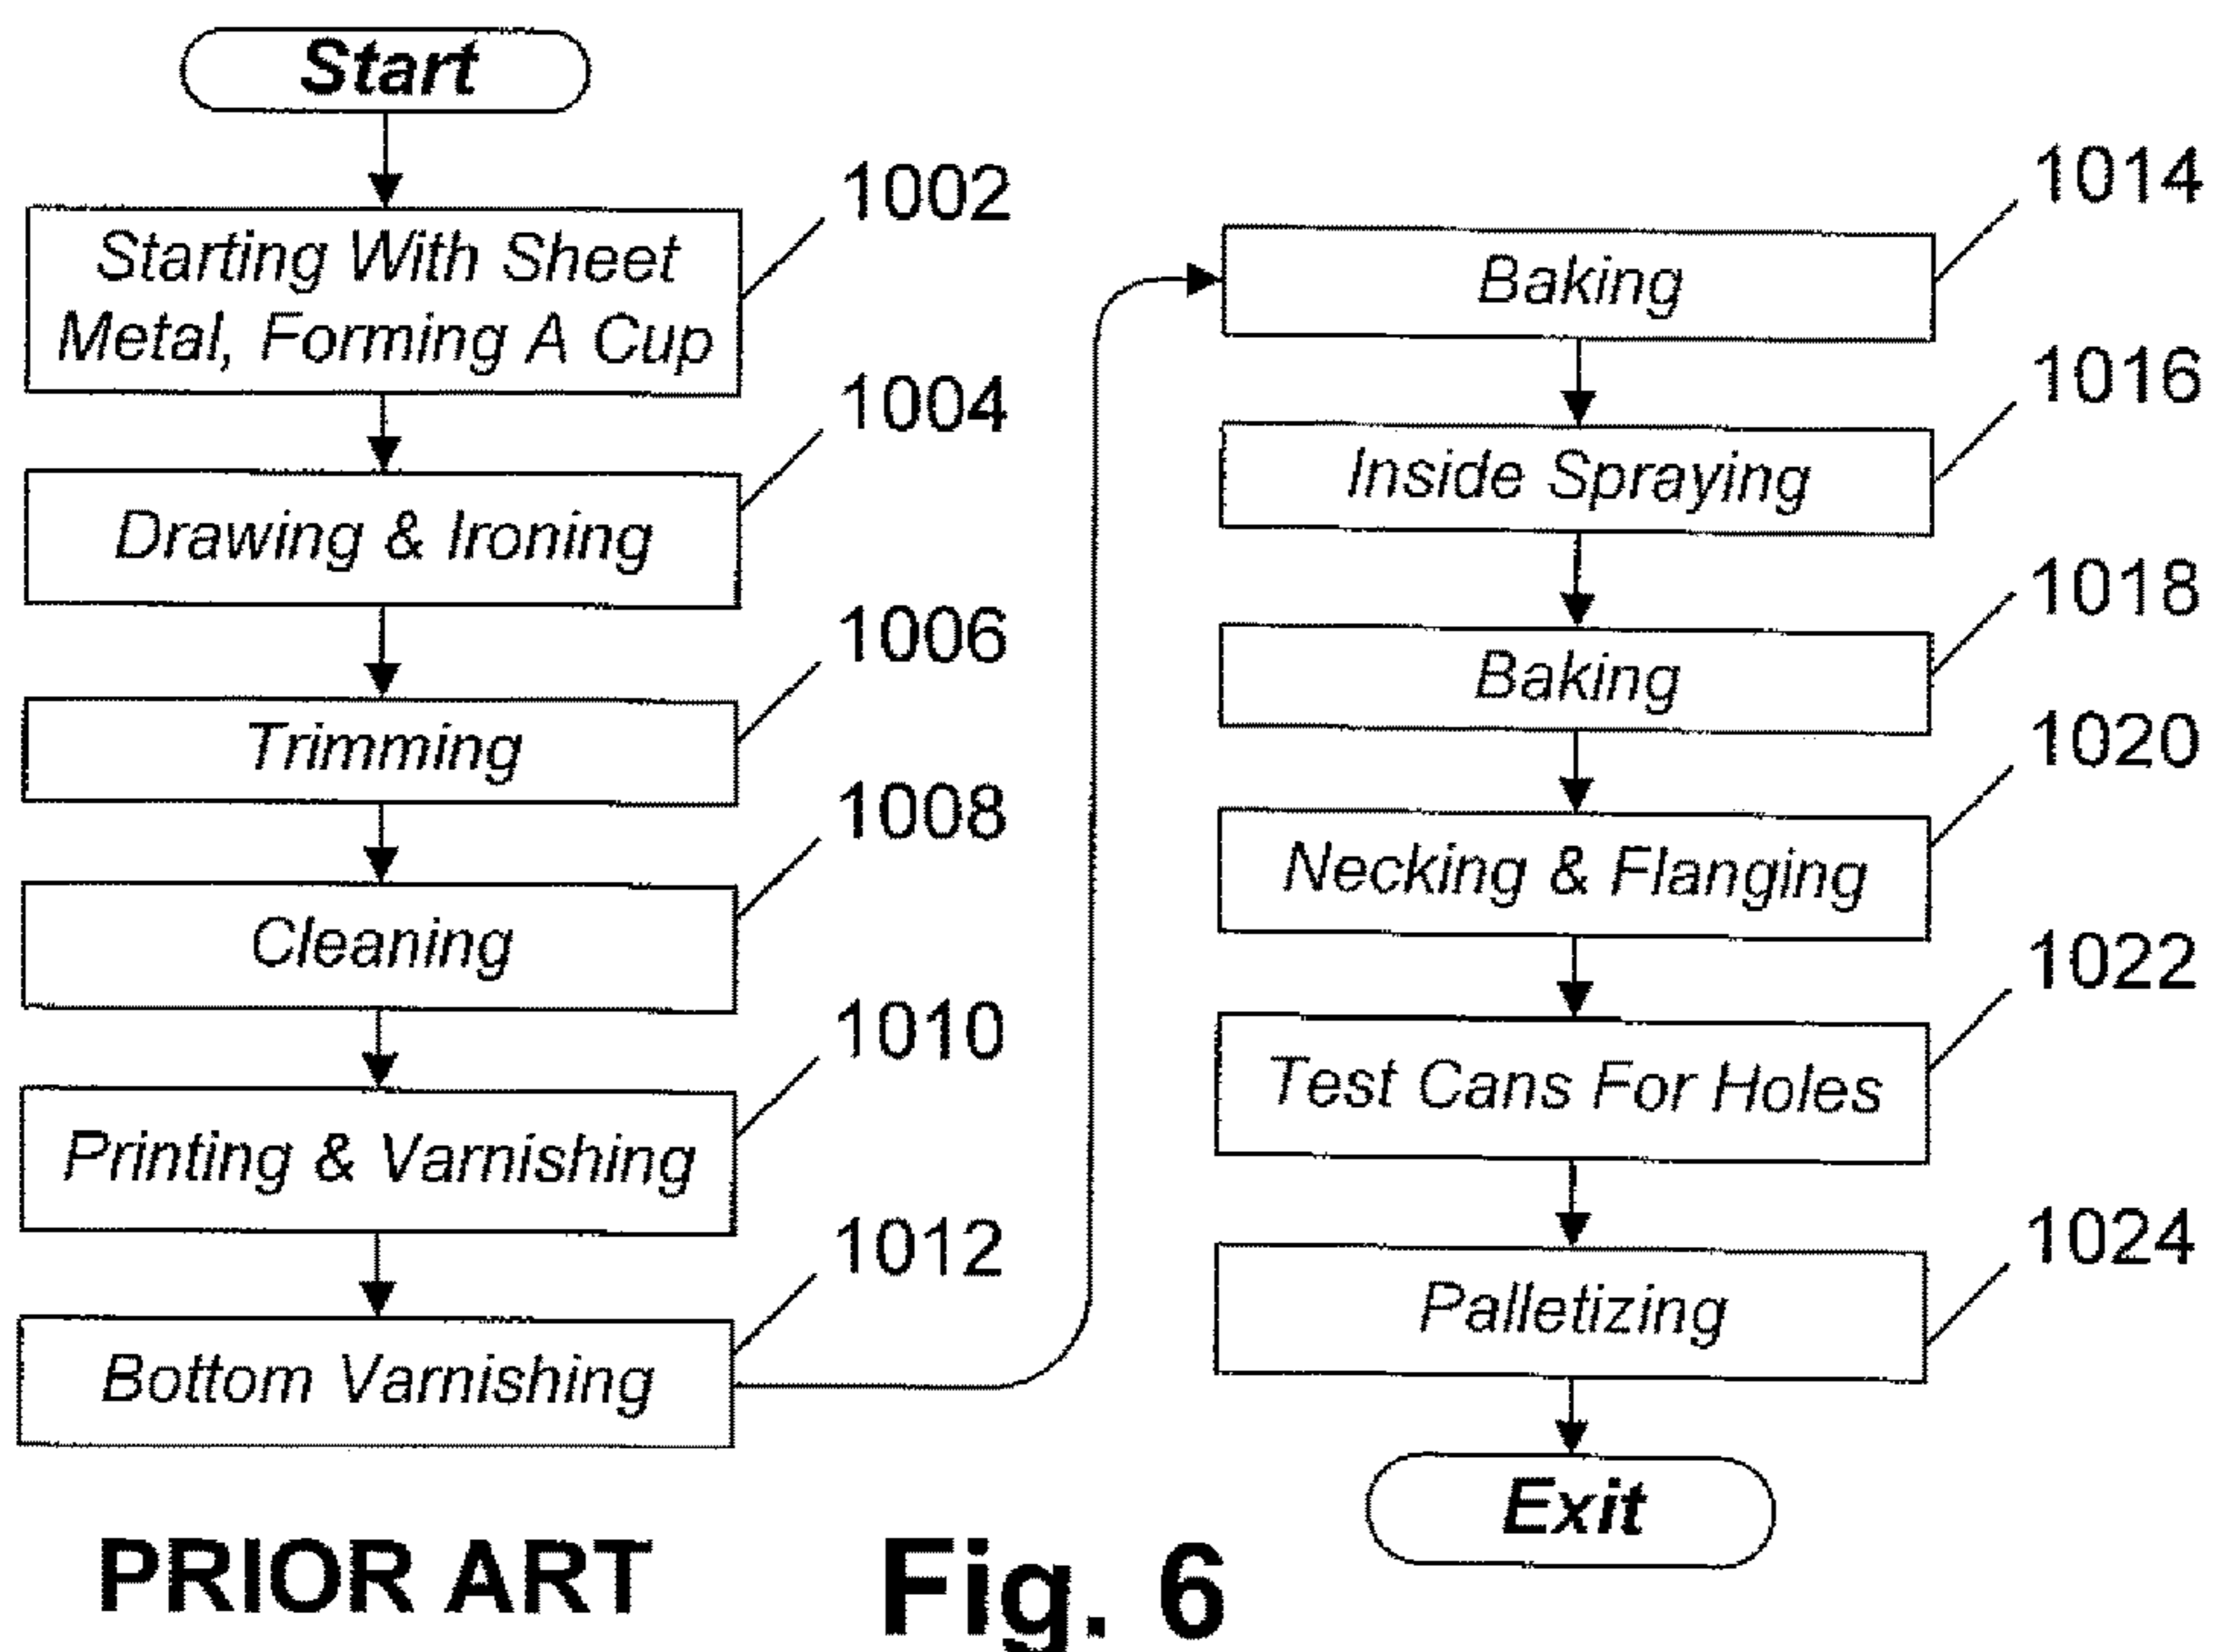 Start
1002
Starting With Sheet
Metal, Forming A Cup
1004
Drawing & Ironing
1006
Trimming
1008
Cleaning
1010
Printing & Varnishing
1012
Bottom Varnishing
1014
Baking
1016
Inside Spraying
1018
Baking
1020
Necking & Flanging
1022
Test Cans For Holes
1024
Palletizing
Exit
PRIOR ART
Fig. 6